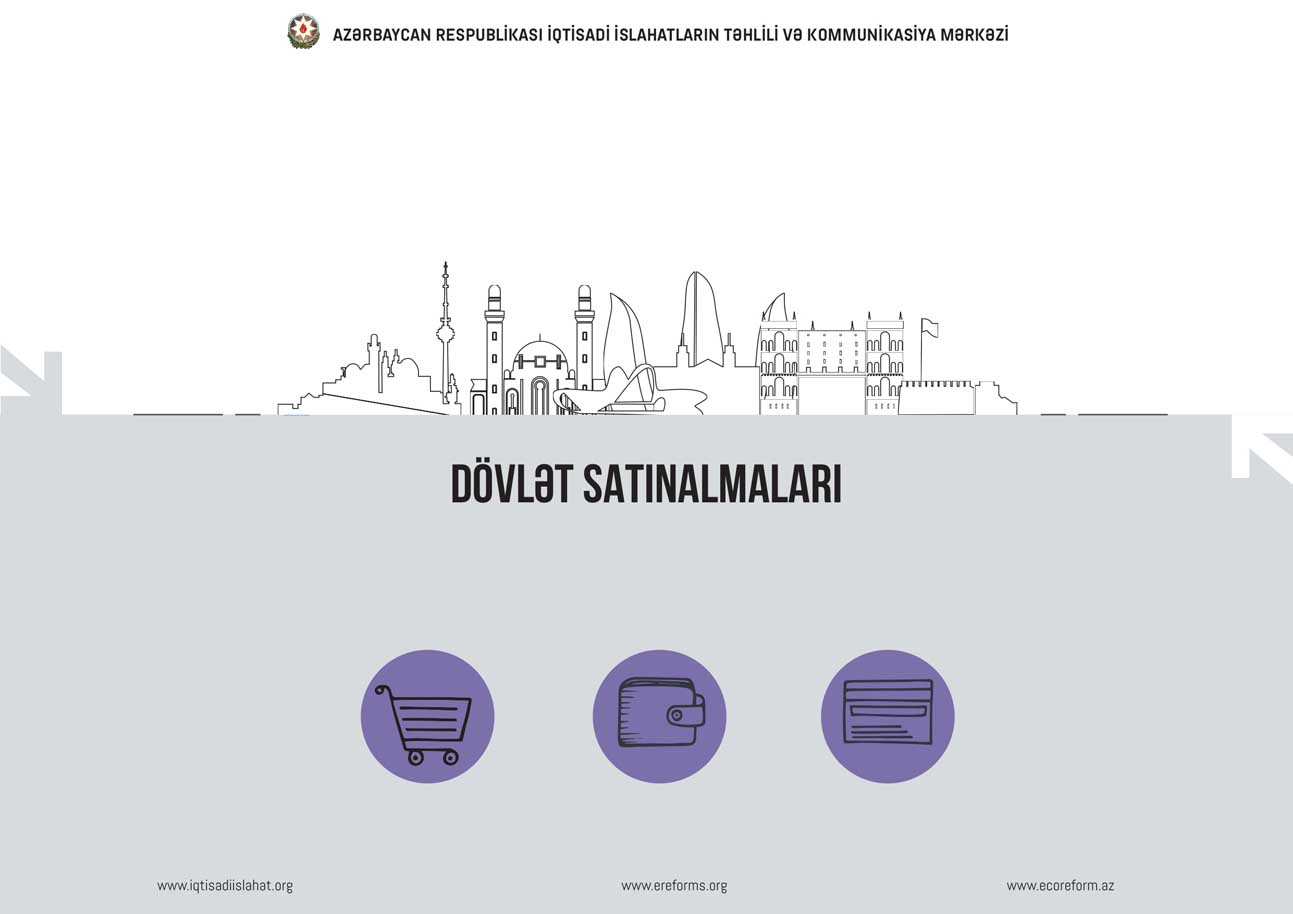 AZƏRBAYCAN RESPUBLİKASI İQTİSADİ İSLAHATLARIN TƏHLİLİ VƏ KOMMUNİKASİYA MƏRKƏZİ
DÖVLƏT SATINALMALARI
www.iqtisadiislahat.org
www.ereforms.org
www.ecoreform.az